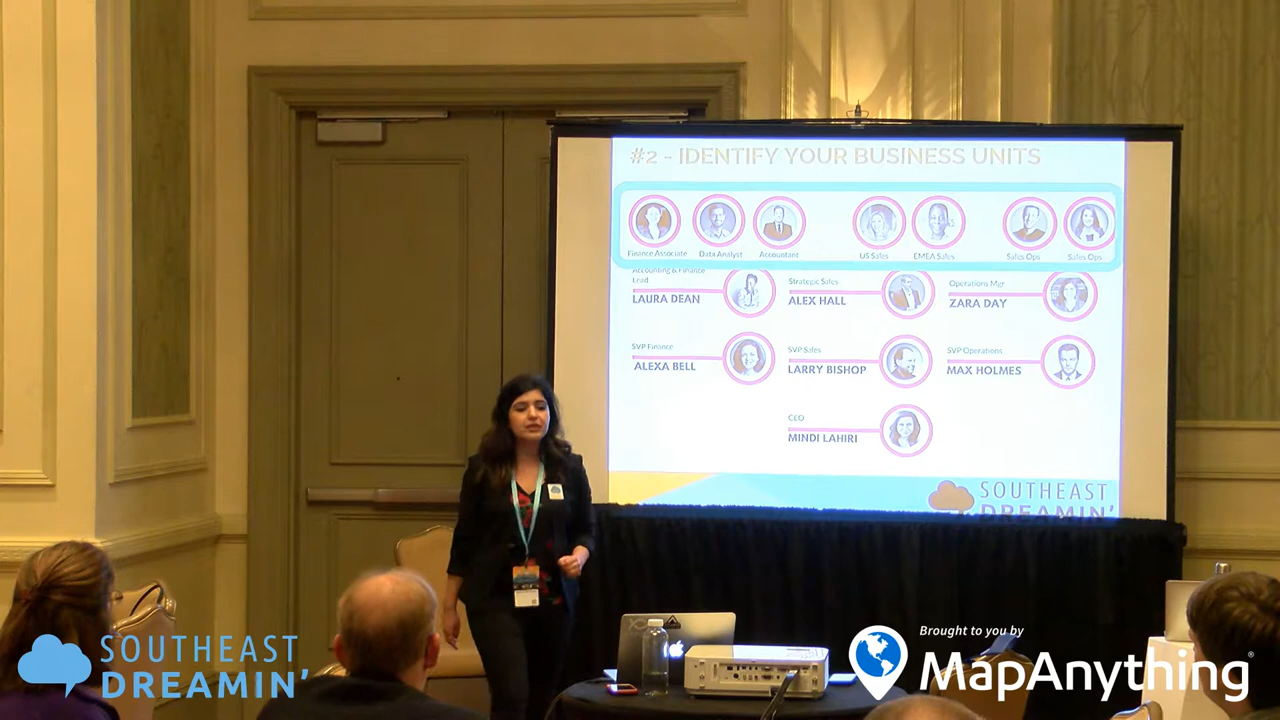 #2 - IDENTIFY YOUR BUSINESS UNITS
Finance Associate
Data Analyst
Accountant
US Sales
EMEA Sales
Sales Ops
Sales Ops
Accounting & Finance
Lead
LAURA DEAN
Strategic Sales
ALEX HALL
Operations Mgr
ZARA DAY
SVP Finance
ALEXA BELL
SVP Sales
LARRY BISHOP
SVP Operations
MAX HOLMES
CEO
MINDI LAHIRI
SOUTHEAST
DREAMIN'
SOUTHEAST
DREAMIN'
Brought to you by
MapAnything®